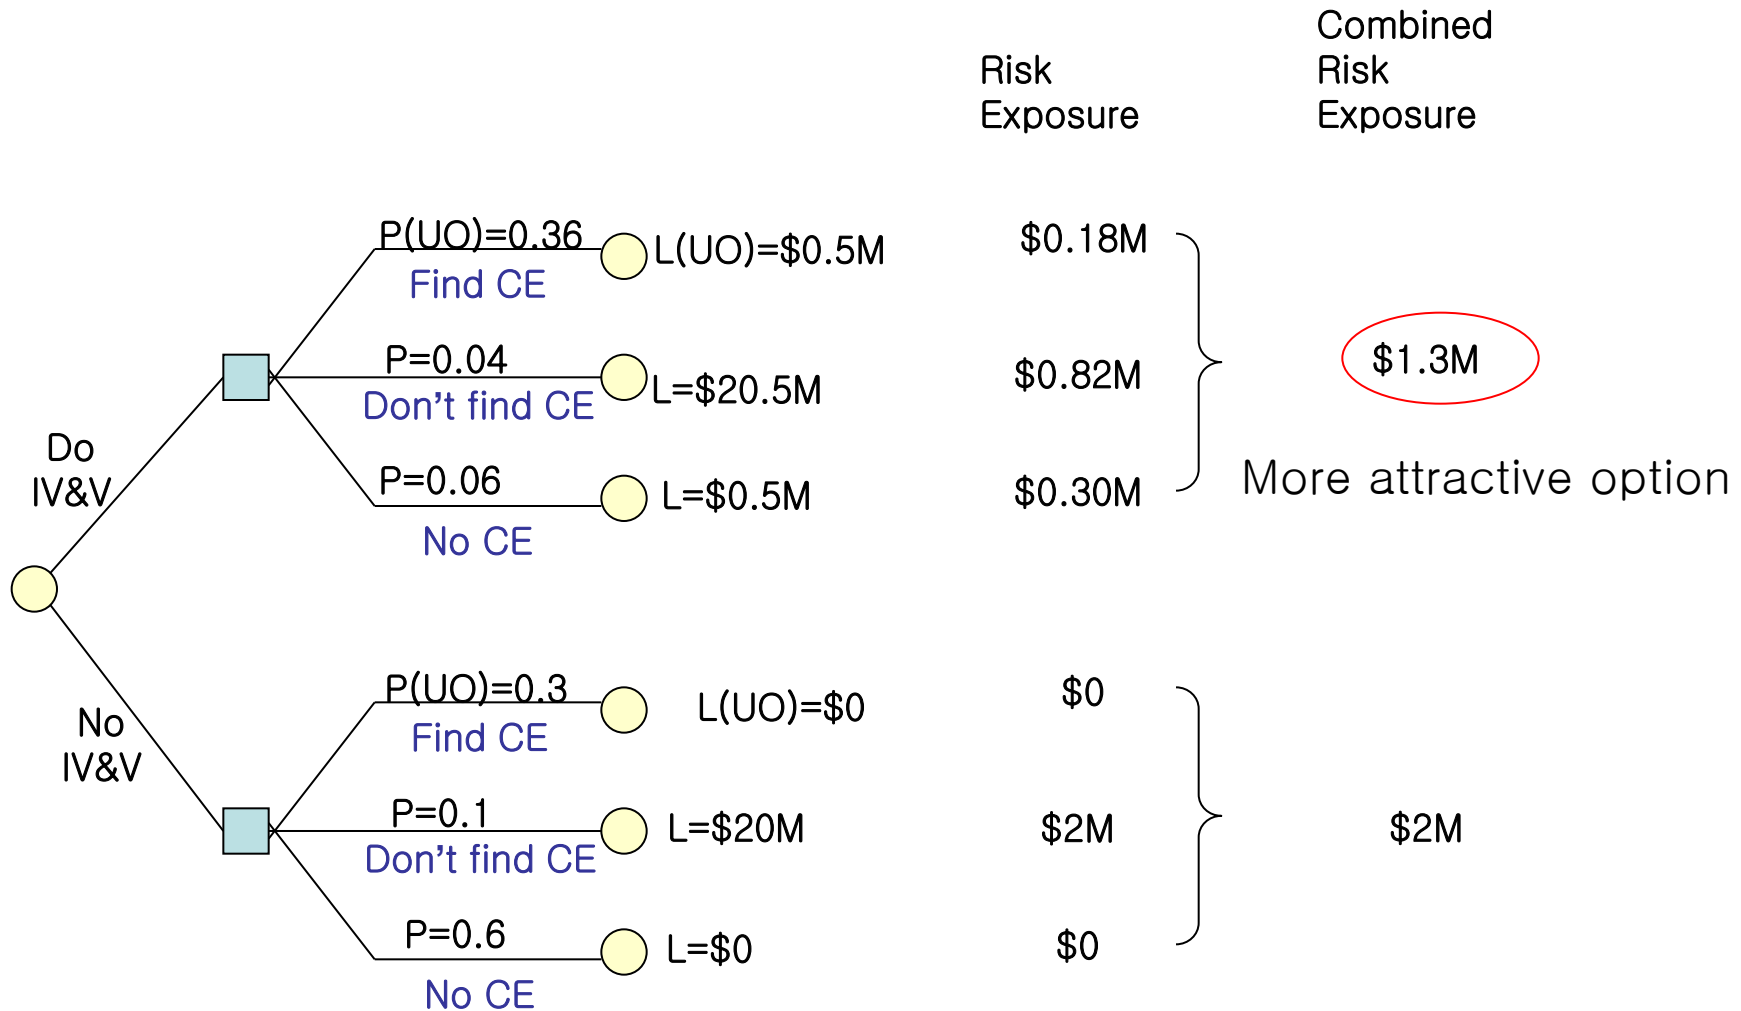 Combined
Risk
Exposure
Risk
Exposure
P(UO)=0.36
Find CE
L(UO)=$0.5M
$0.18M
P=0.04
Don't find CE
L=$20.5M
$0.82M
$1.3M
Do
IV&V
P=0.06
No CE
L=$0.5M
$0.30M
More attractive option
No
IV&V
P(UO)=0.3
Find CE
L(UO)=$0
$0
P=0.1
Don't find CE
L=$20M
$2M
$2M
P=0.6
No CE
L=$0
$0